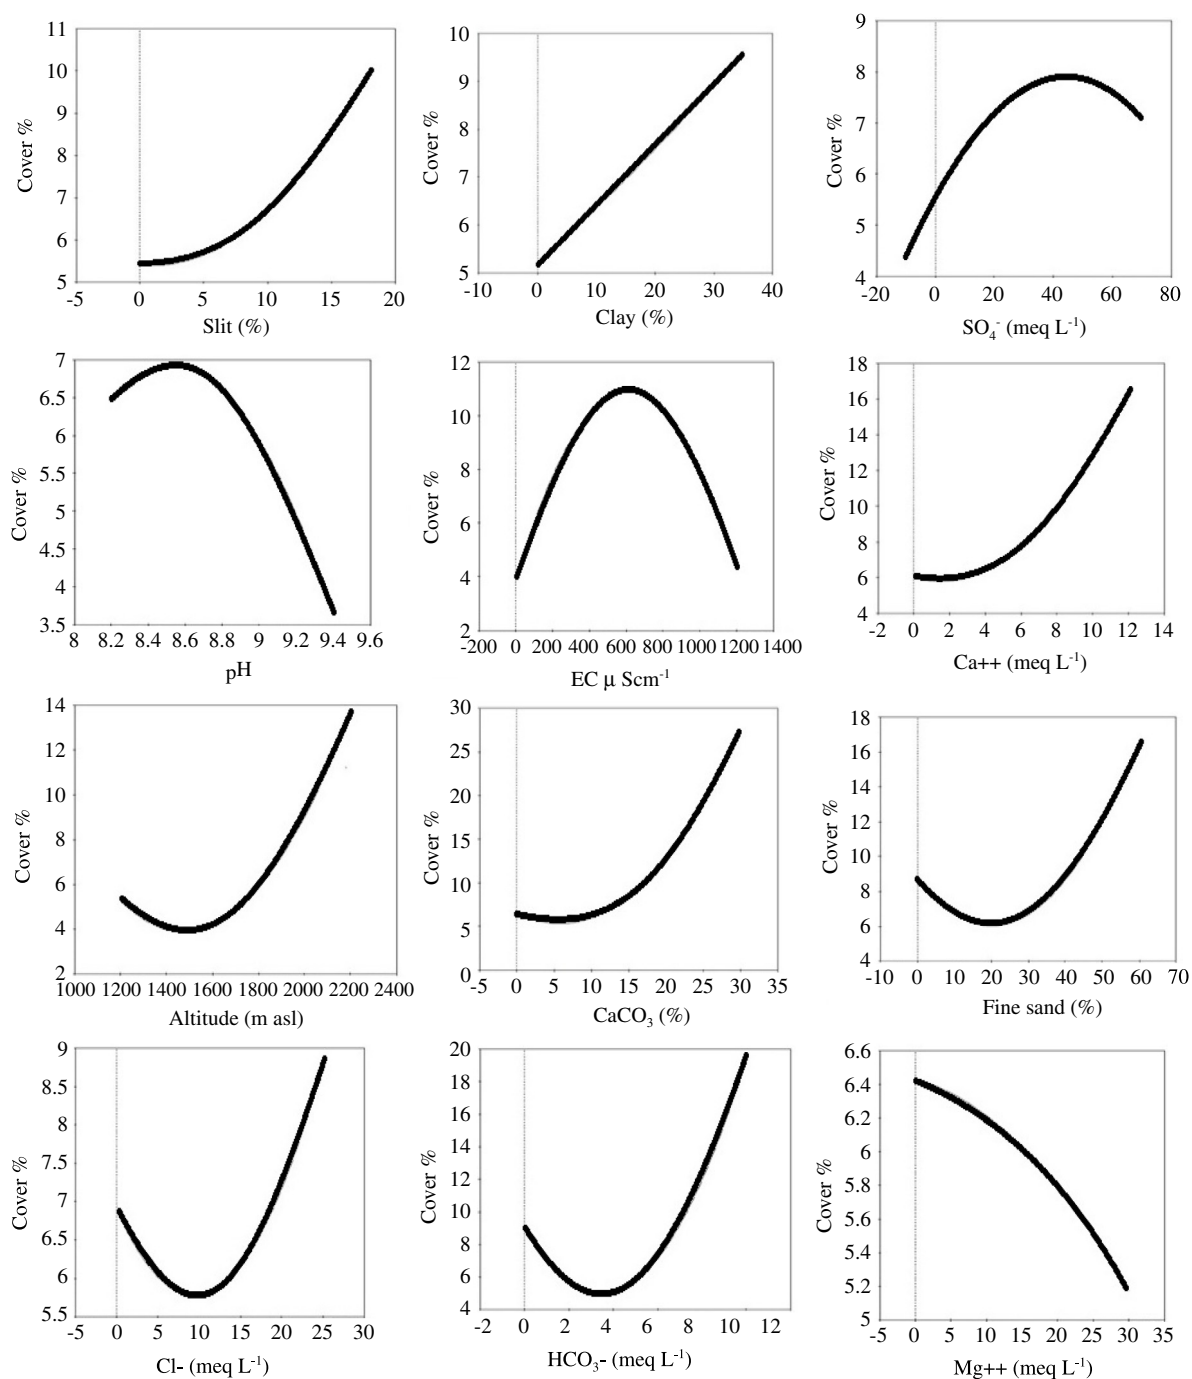 11
10
9
8
7
6
5
Cover %
-5 0 5 10 15 20
Slit (%)
10
9
8
7
6
5
Cover %
-10 0 10 20 30 40
Clay (%)
9
8
7
6
5
4
Cover %
-20 0 20 40 60 80
SO₄⁻ (meq L⁻¹)
7
6.5
6
5.5
5
4.5
4
3.5
Cover %
8 8.2 8.4 8.6 8.8 9 9.2 9.4 9.6
pH
12
10
8
6
4
2
Cover %
-200 0 200 400 600 800 1000 1200 1400
EC μ Scm⁻¹
18
16
14
12
10
8
6
4
Cover %
-2 0 2 4 6 8 10 12 14
Ca++ (meq L⁻¹)
14
12
10
8
6
4
2
Cover %
1000 1200 1400 1600 1800 2000 2200 2400
Altitude (m asl)
30
25
20
15
10
5
0
Cover %
-5 0 5 10 15 20 25 30 35
CaCO₃ (%)
18
16
14
12
10
8
6
4
Cover %
-10 0 10 20 30 40 50 60 70
Fine sand (%)
9
8.5
8
7.5
7
6.5
6
5.5
Cover %
-5 0 5 10 15 20 25 30
Cl- (meq L⁻¹)
20
18
16
14
12
10
8
6
4
Cover %
-2 0 2 4 6 8 10 12
HCO₃- (meq L⁻¹)
6.6
6.4
6.2
6
5.8
5.6
5.4
5.2
5
Cover %
-5 0 5 10 15 20 25 30 35
Mg++ (meq L⁻¹)